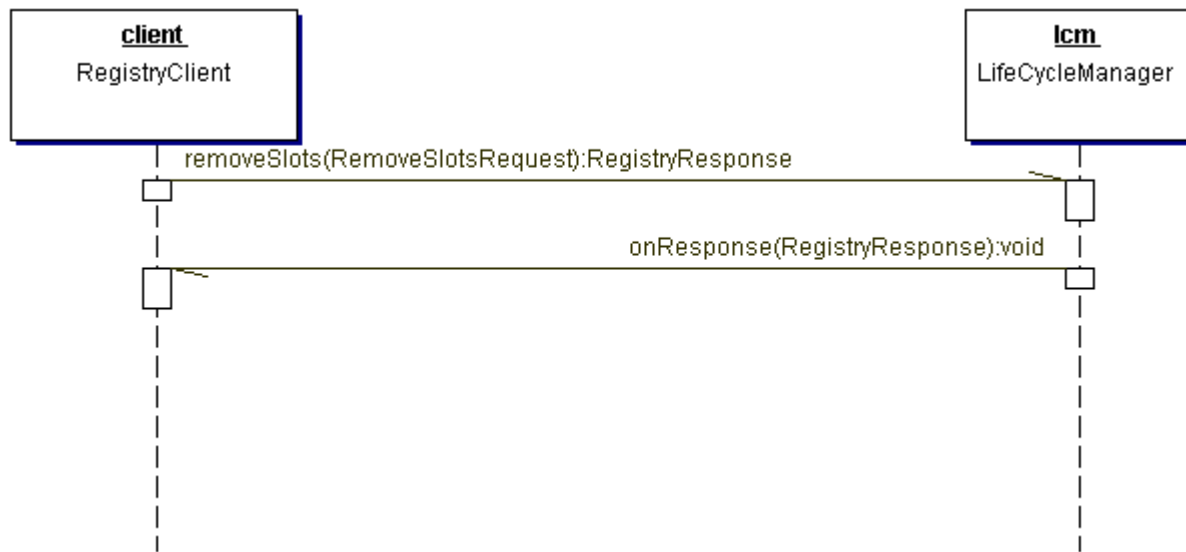 client
RegistryClient
lcm
LifeCycleManager
removeSlots(RemoveSlotsRequest):RegistryResponse
onResponse(RegistryResponse):void